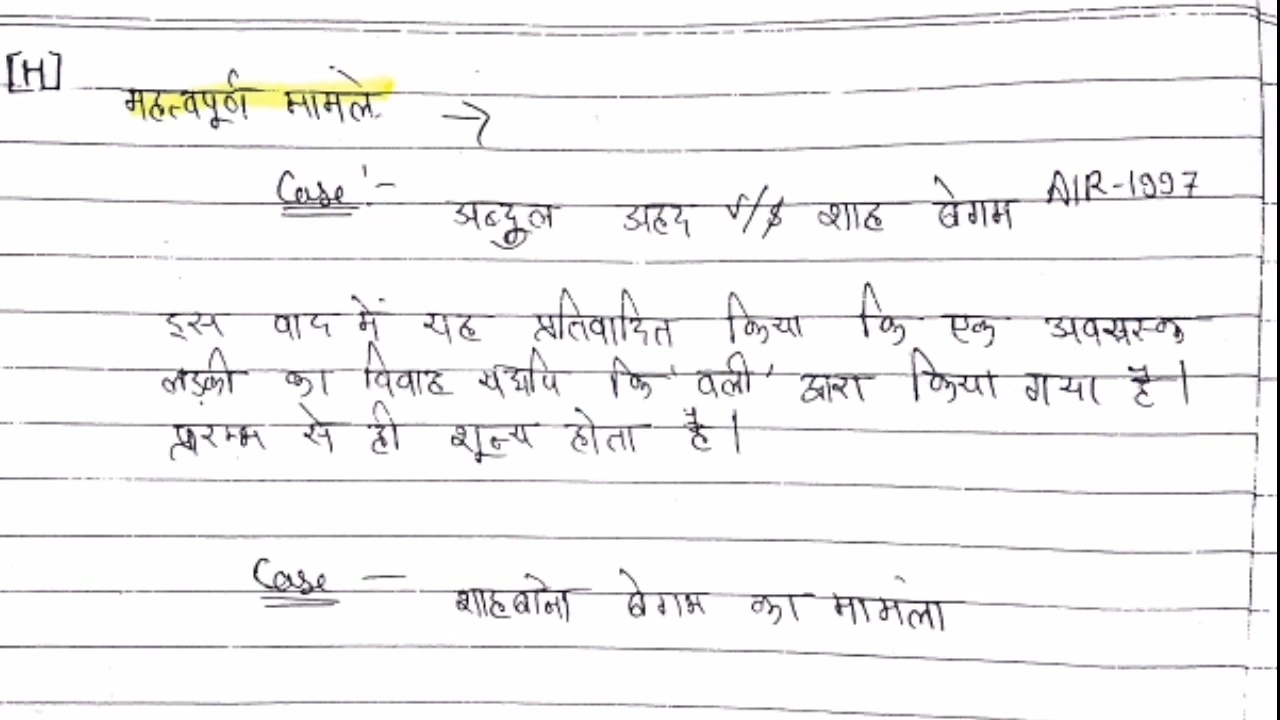 [H]
महत्वपूर्ण मामले →
Case :- अब्दुल अहद v/s शाह बेगम AIR-1997
इस वाद में यह प्रतिवादित किया कि एक अवयस्क
लड़की का विवाह यद्यपि कि 'वली' द्वारा किया गया है।
प्रारम्भ से ही शून्य होता है।
Case — शाहबानो बेगम का मामला